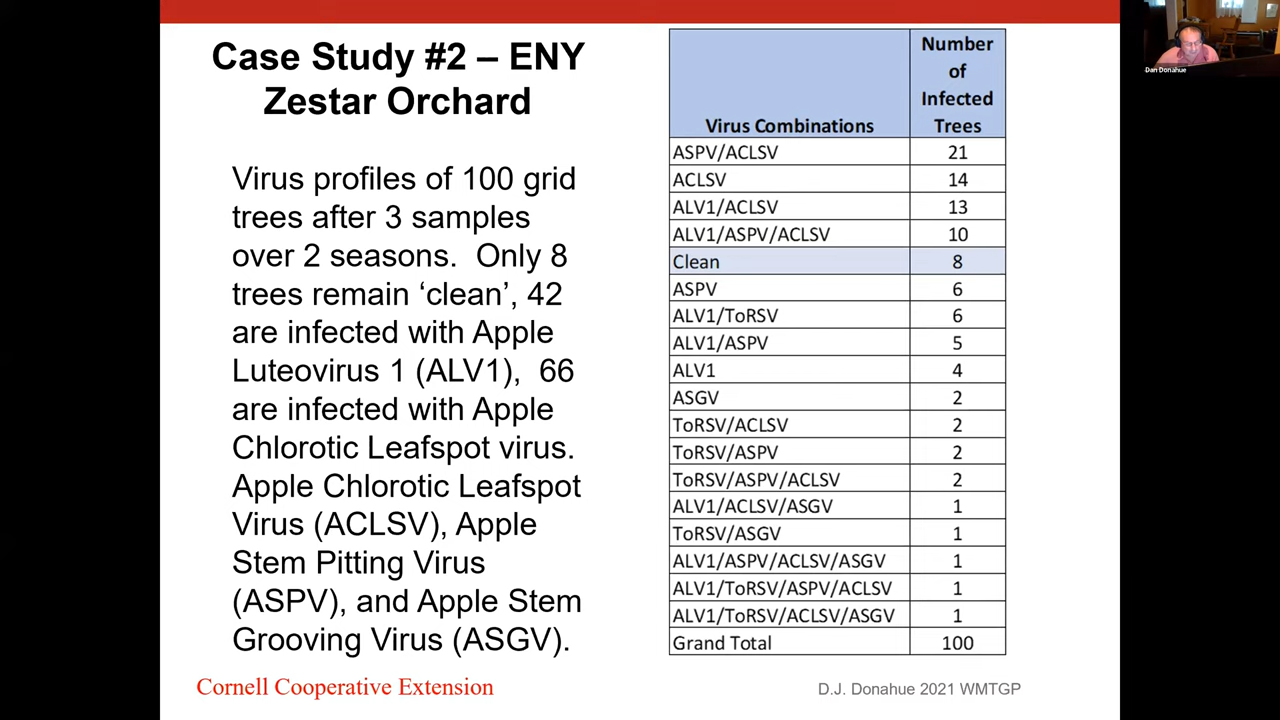 Case Study #2 – ENY
Zestar Orchard
Virus profiles of 100 grid
trees after 3 samples
over 2 seasons. Only 8
trees remain ‘clean’, 42
are infected with Apple
Luteovirus 1 (ALV1), 66
are infected with Apple
Chlorotic Leafspot virus.
Apple Chlorotic Leafspot
Virus (ACLSV), Apple
Stem Pitting Virus
(ASPV), and Apple Stem
Grooving Virus (ASGV).
Virus Combinations Number of Infected Trees
ASPV/ACLSV 21
ACLSV 14
ALV1/ACLSV 13
ALV1/ASPV/ACLSV 10
Clean 8
ASPV 6
ALV1/ToRSV 6
ALV1/ASPV 5
ALV1 4
ASGV 2
ToRSV/ACLSV 2
ToRSV/ASPV 2
ToRSV/ASPV/ACLSV 2
ALV1/ACLSV/ASGV 1
ToRSV/ASGV 1
ALV1/ASPV/ACLSV/ASGV 1
ALV1/ToRSV/ASPV/ACLSV 1
ALV1/ToRSV/ACLSV/ASGV 1
Grand Total 100
Cornell Cooperative Extension
D.J. Donahue 2021 WMTGP
Dan Donahue